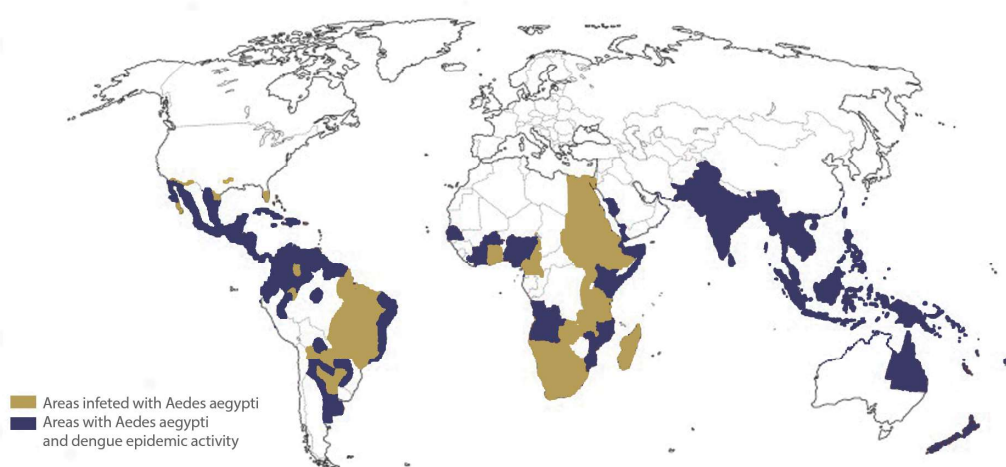 Areas infeted with Aedes aegypti
Areas with Aedes aegypti
and dengue epidemic activity